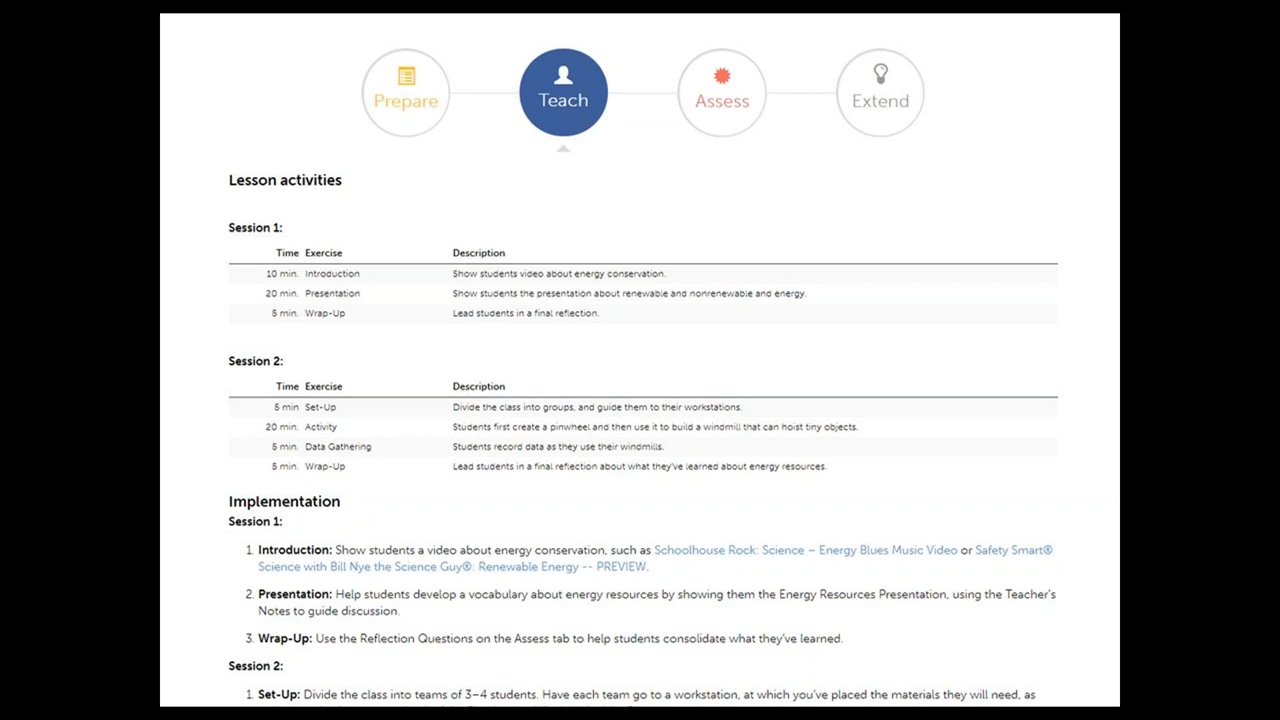 Prepare
Teach
Assess
Extend
Lesson activities
Session 1:
Time Exercise Description
10 min. Introduction Show students video about energy conservation.
20 min. Presentation Show students the presentation about renewable and nonrenewable and energy.
5 min. Wrap-Up Lead students in a final reflection.
Session 2:
Time Exercise Description
5 min Set-Up Divide the class into groups, and guide them to their workstations.
20 min. Activity Students first create a pinwheel and then use it to build a windmill that can hoist tiny objects.
5 min. Data Gathering Students record data as they use their windmills.
5 min. Wrap-Up Lead students in a final reflection about what they've learned about energy resources.
Implementation
Session 1:
1. Introduction: Show students a video about energy conservation, such as Schoolhouse Rock: Science – Energy Blues Music Video or Safety Smart®
Science with Bill Nye the Science Guy®: Renewable Energy -- PREVIEW.
2. Presentation: Help students develop a vocabulary about energy resources by showing them the Energy Resources Presentation, using the Teacher's
Notes to guide discussion.
3. Wrap-Up: Use the Reflection Questions on the Assess tab to help students consolidate what they've learned.
Session 2:
1. Set-Up: Divide the class into teams of 3–4 students. Have each team go to a workstation, at which you've placed the materials they will need, as